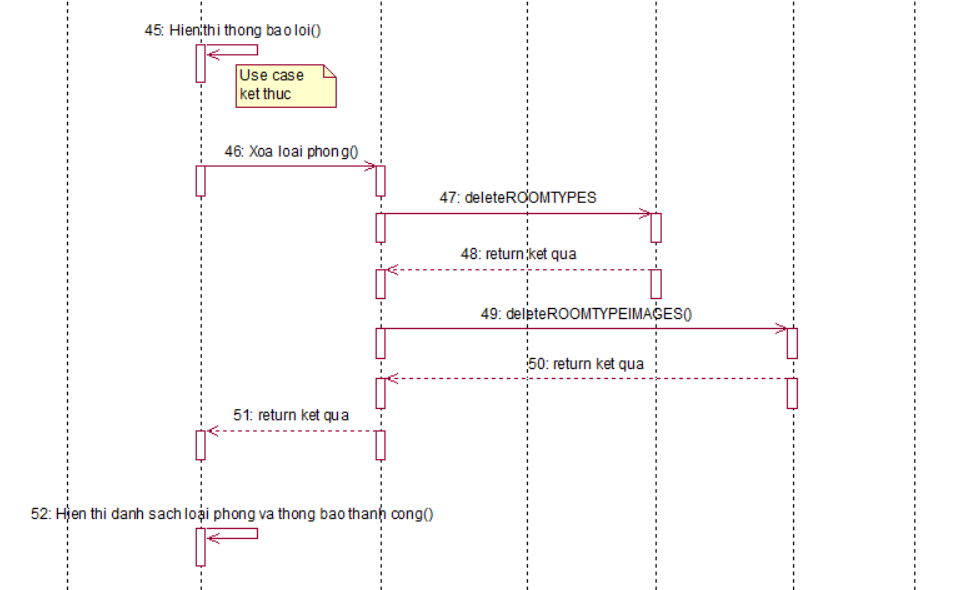 45: Hien thi thong bao loi()
Use case
ket thuc
46: Xoa loai phong()
47: deleteROOMTYPES
48: return ket qua
49: deleteROOMTYPEIMAGES()
50: return ket qua
51: return ket qua
52: Hien thi danh sach loai phong va thong bao thanh cong()